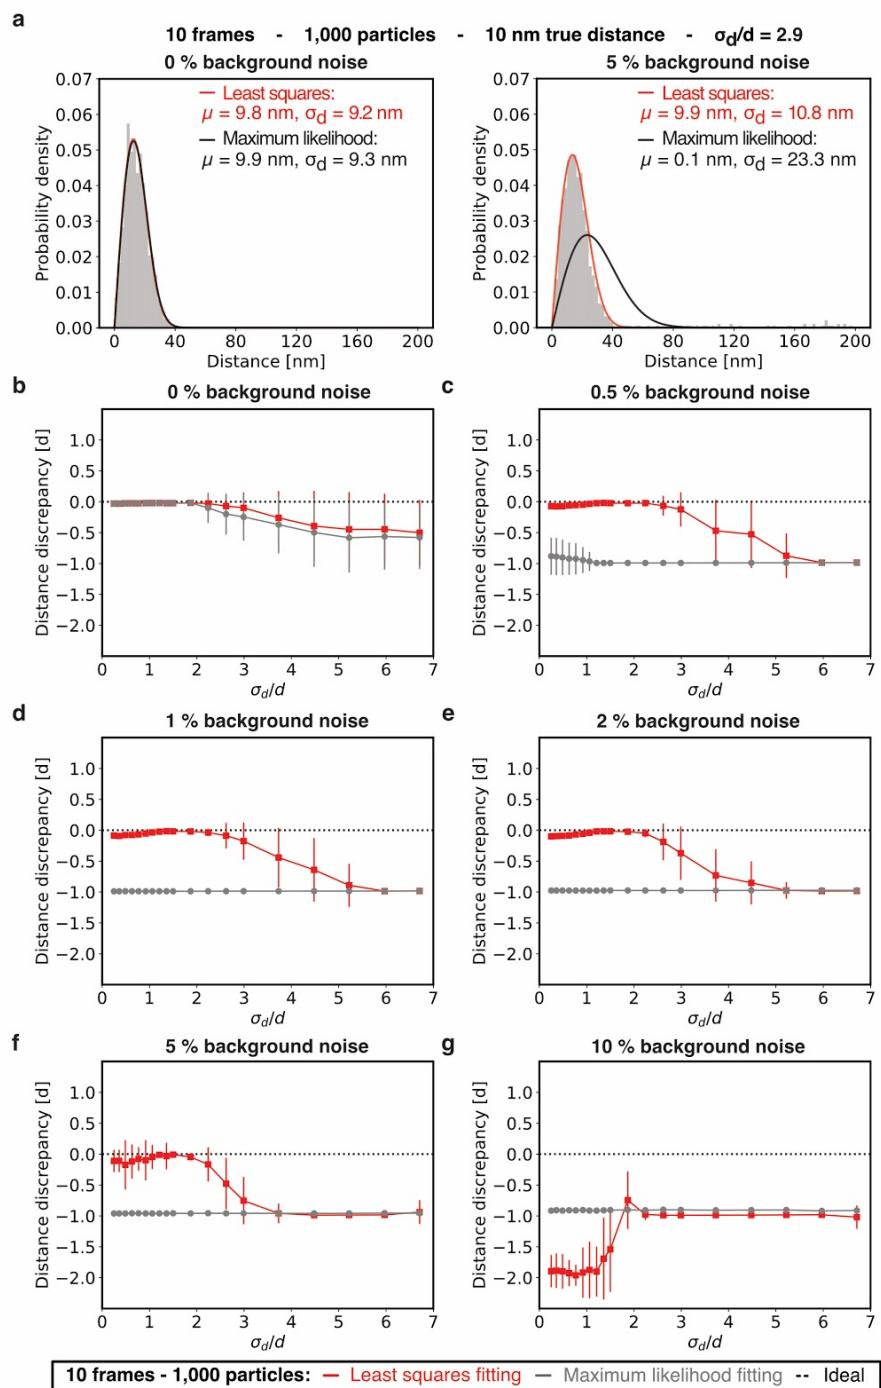 a
10 frames - 1,000 particles - 10 nm true distance - σd/d = 2.9
0 % background noise
Probability density
0.07
0.06
0.05
0.04
0.03
0.02
0.01
0.00
Least squares:
μ = 9.8 nm, σd = 9.2 nm
Maximum likelihood:
μ = 9.9 nm, σd = 9.3 nm
0 40 80 120 160 200
Distance [nm]
5 % background noise
Probability density
0.07
0.06
0.05
0.04
0.03
0.02
0.01
0.00
Least squares:
μ = 9.9 nm, σd = 10.8 nm
Maximum likelihood:
μ = 0.1 nm, σd = 23.3 nm
0 40 80 120 160 200
Distance [nm]
b
0 % background noise
Distance discrepancy [d]
1.0
0.5
0.0
−0.5
−1.0
−1.5
−2.0
0 1 2 3 4 5 6 7
σd/d
c
0.5 % background noise
Distance discrepancy [d]
1.0
0.5
0.0
−0.5
−1.0
−1.5
−2.0
0 1 2 3 4 5 6 7
σd/d
d
1 % background noise
Distance discrepancy [d]
1.0
0.5
0.0
−0.5
−1.0
−1.5
−2.0
0 1 2 3 4 5 6 7
σd/d
e
2 % background noise
Distance discrepancy [d]
1.0
0.5
0.0
−0.5
−1.0
−1.5
−2.0
0 1 2 3 4 5 6 7
σd/d
f
5 % background noise
Distance discrepancy [d]
1.0
0.5
0.0
−0.5
−1.0
−1.5
−2.0
0 1 2 3 4 5 6 7
σd/d
g
10 % background noise
Distance discrepancy [d]
1.0
0.5
0.0
−0.5
−1.0
−1.5
−2.0
0 1 2 3 4 5 6 7
σd/d
10 frames - 1,000 particles: Least squares fitting Maximum likelihood fitting Ideal